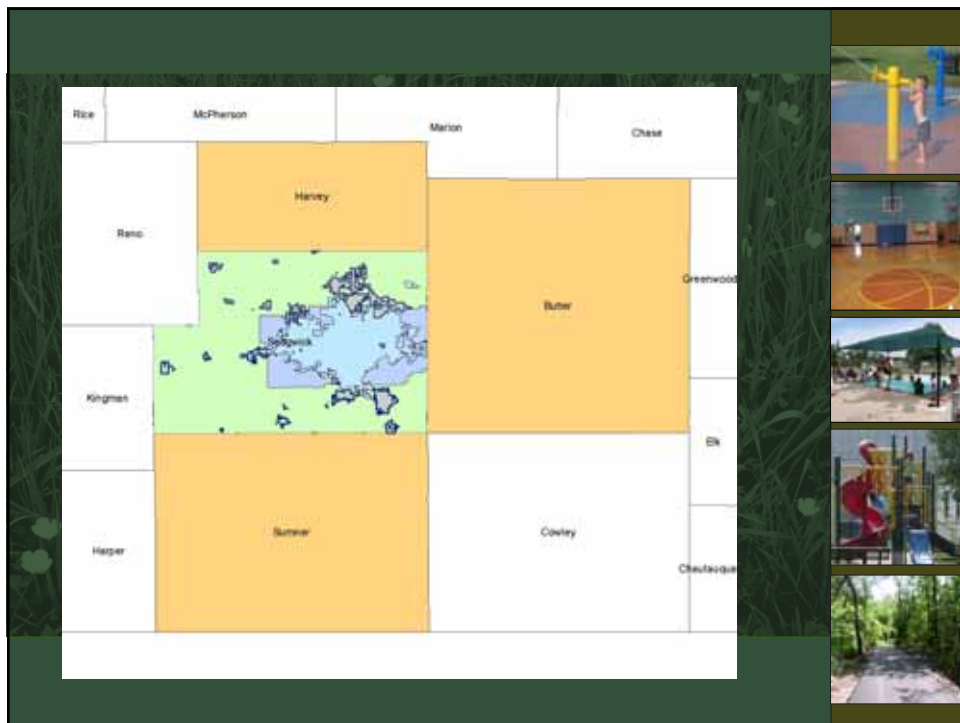 Rice
McPherson
Marion
Chase
Harvey
Reno
Greenwood
Butler
Sedgwick
Kingman
Elk
Sumner
Cowley
Harper
Chautauqua